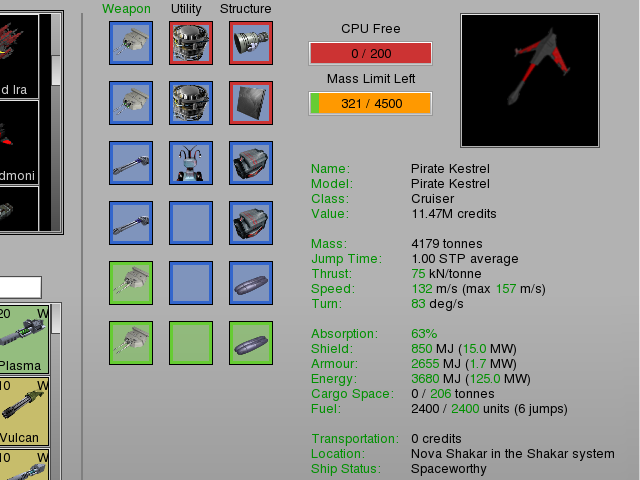 Weapon Utility Structure
CPU Free
0 / 200
Mass Limit Left
321 / 4500
d Ira
dmoni
Name: Pirate Kestrel
Model: Pirate Kestrel
Class: Cruiser
Value: 11.47M credits
Mass: 4179 tonnes
Jump Time: 1.00 STP average
Thrust: 75 kN/tonne
Speed: 132 m/s (max 157 m/s)
Turn: 83 deg/s
Absorption: 63%
Shield: 850 MJ (15.0 MW)
Armour: 2655 MJ (1.7 MW)
Energy: 3680 MJ (125.0 MW)
Cargo Space: 0 / 206 tonnes
Fuel: 2400 / 2400 units (6 jumps)
Transportation: 0 credits
Location: Nova Shakar in the Shakar system
Ship Status: Spaceworthy
20 W
Plasma
10 W
Vulcan
10 W